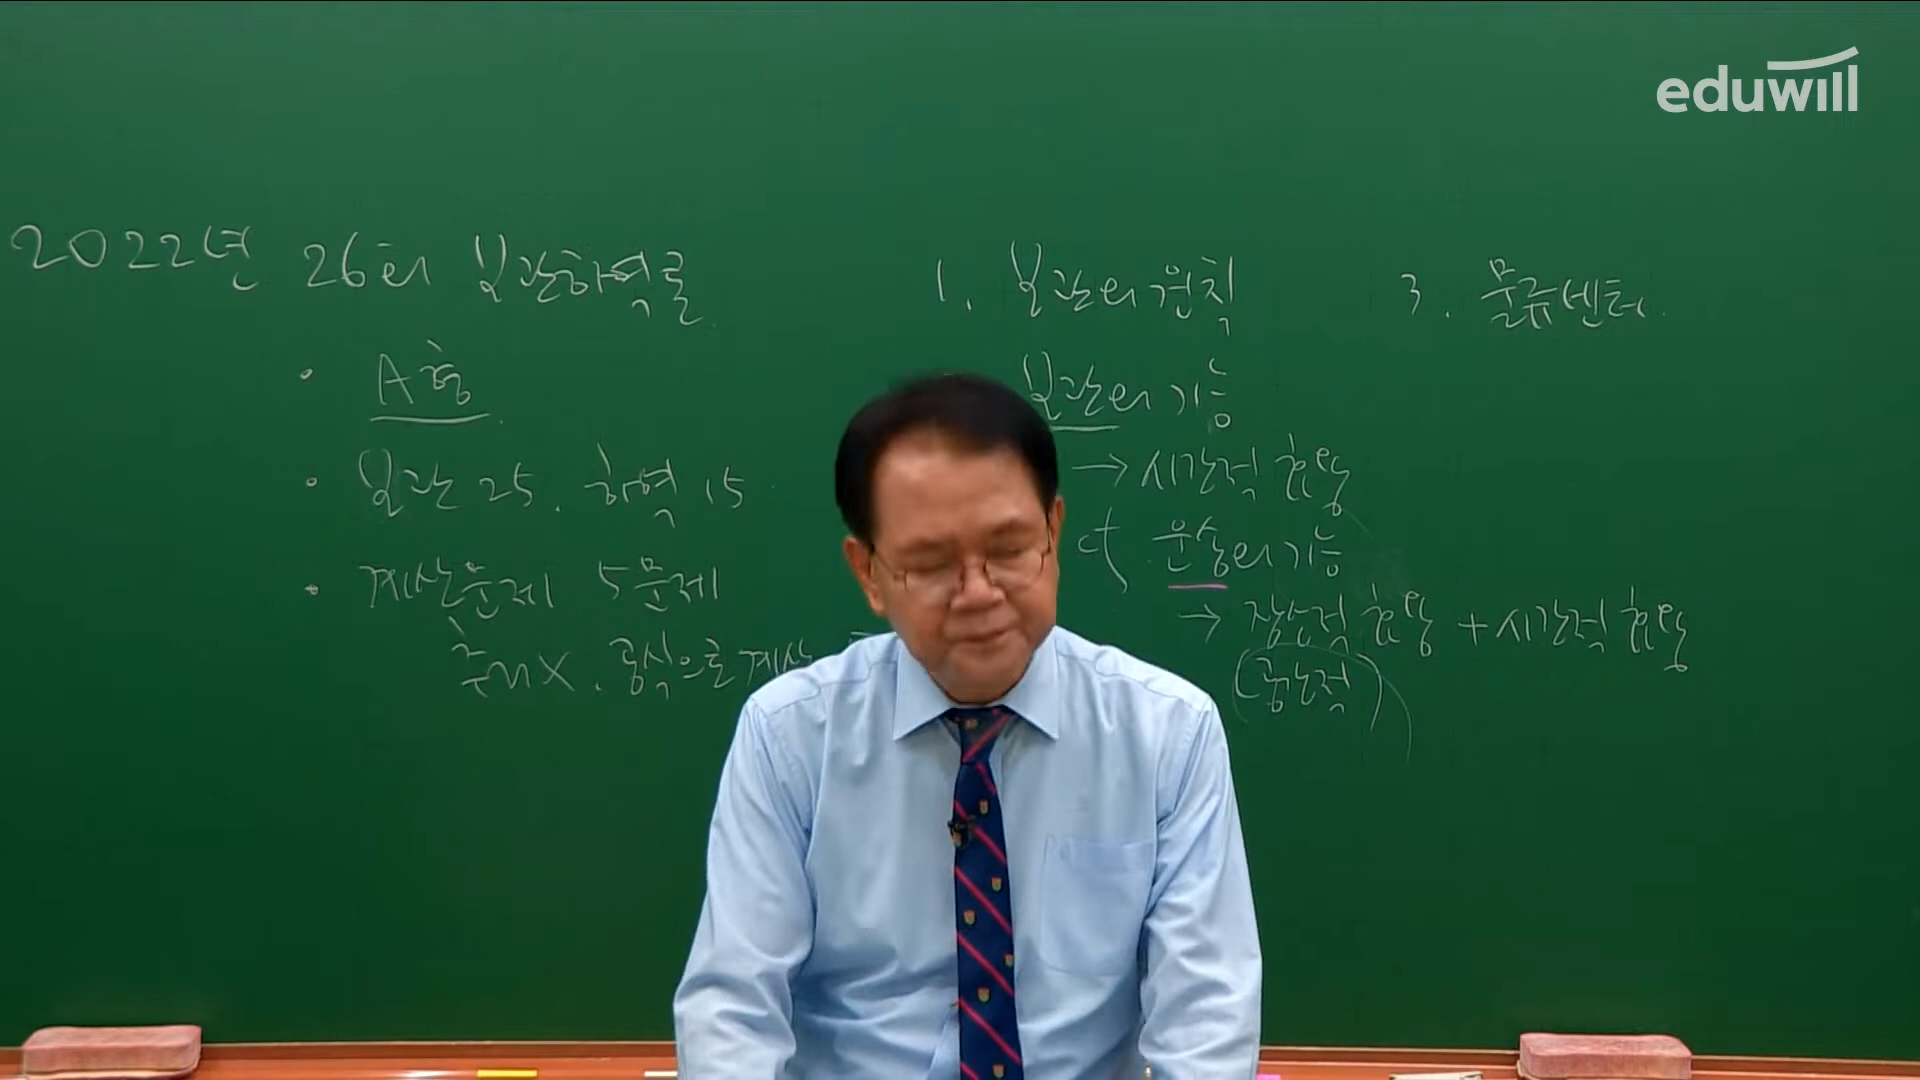 eduwill
2022년 26회 보관하역론
· A형
· 보관 25. 하역 15
· 계산문제 5문제
공식으로 계산
1. 보관의 원칙
보관의 기능
→ 시간적 효용
cf 운송의 기능
→ 장소적 효용 + 시간적 효용
(공간적)
3. 물류센터.